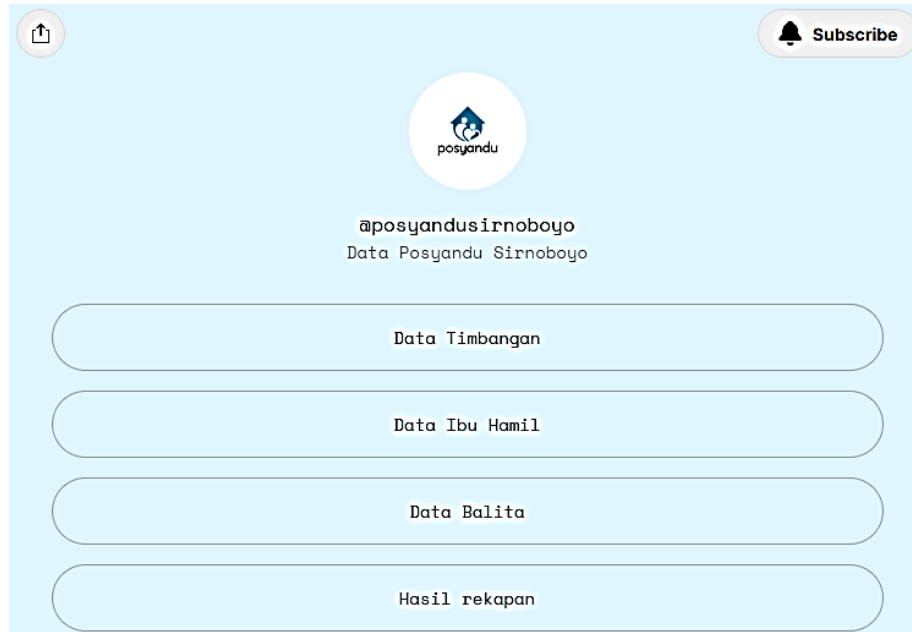 Subscribe
posyandu
@posyandusirnoboyo
Data Posyandu Sirnoboyo
Data Timbangan
Data Ibu Hamil
Data Balita
Hasil rekapan